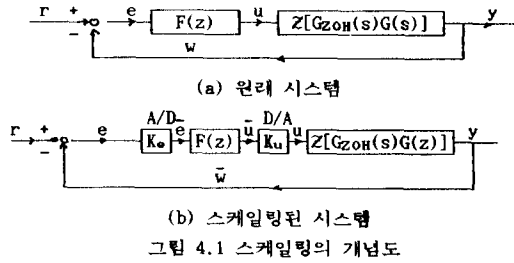 r + e F(z) u Z[G_ZOH(s)G(s)] y
−
w
(a) 원래 시스템
A/D D/A
r + e K_e ē F(z) ū K_u u Z[G_ZOH(s)G(z)] y
−
w̄
(b) 스케일링된 시스템
그림 4.1 스케일링의 개념도